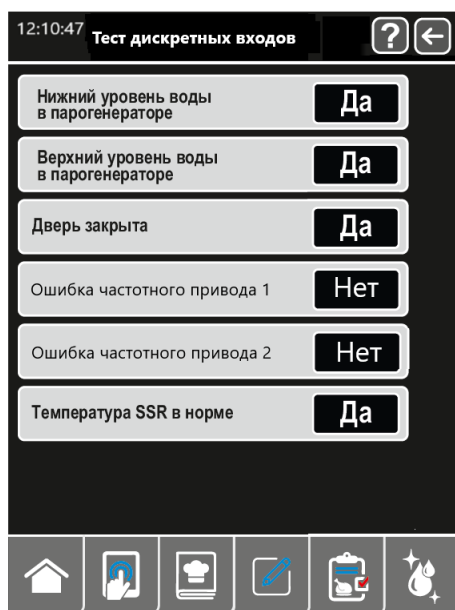 12:10:47 Тест дискретных входов ?
Нижний уровень воды
в парогенераторе
Да
Верхний уровень воды
в парогенераторе
Да
Дверь закрыта Да
Ошибка частотного привода 1 Нет
Ошибка частотного привода 2 Нет
Температура SSR в норме Да